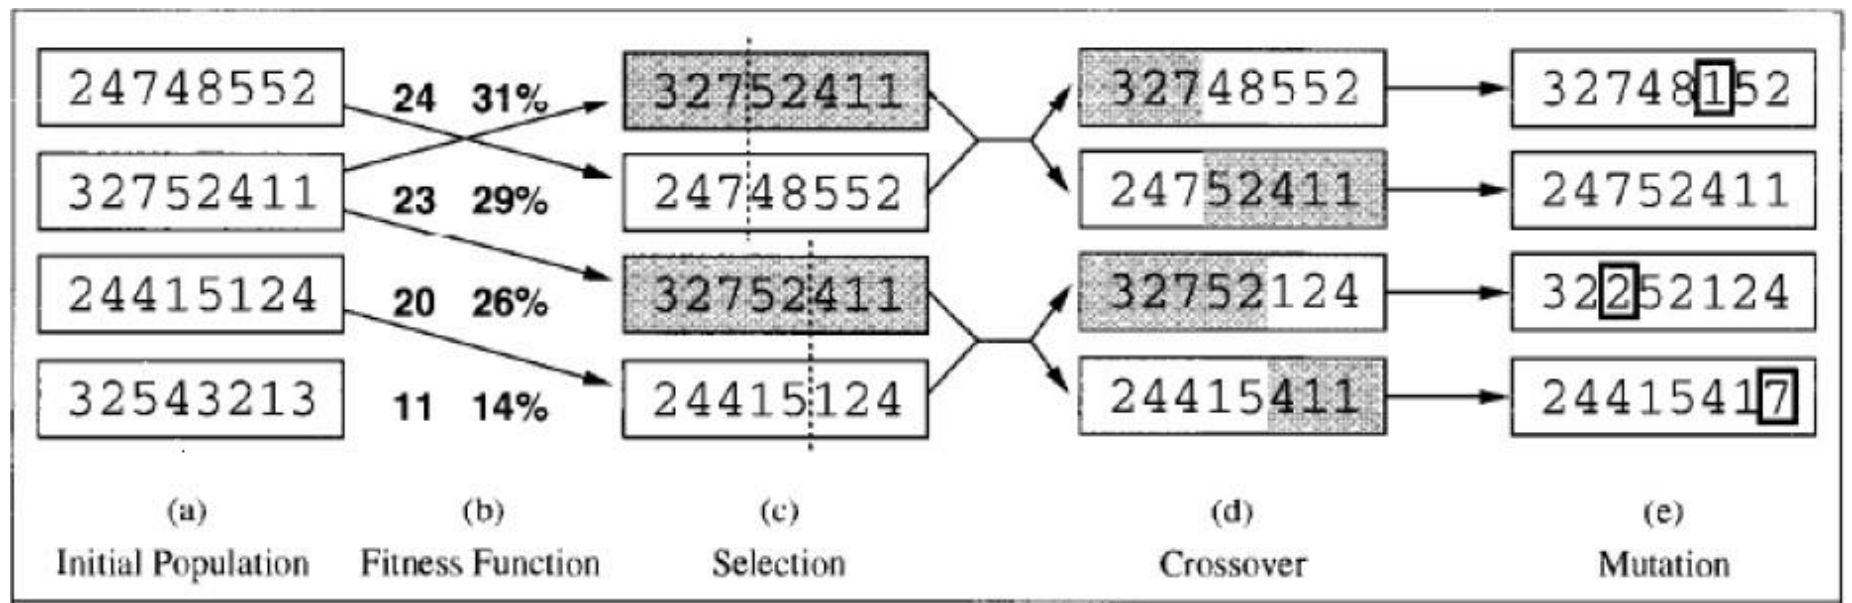 24748552 24 31% 32752411 32748552 32748152
32752411 23 29% 24748552 24752411 24752411
24415124 20 26% 32752411 32752124 32252124
32543213 11 14% 24415124 24415411 24415417
(a) (b) (c) (d) (e)
Initial Population Fitness Function Selection Crossover Mutation